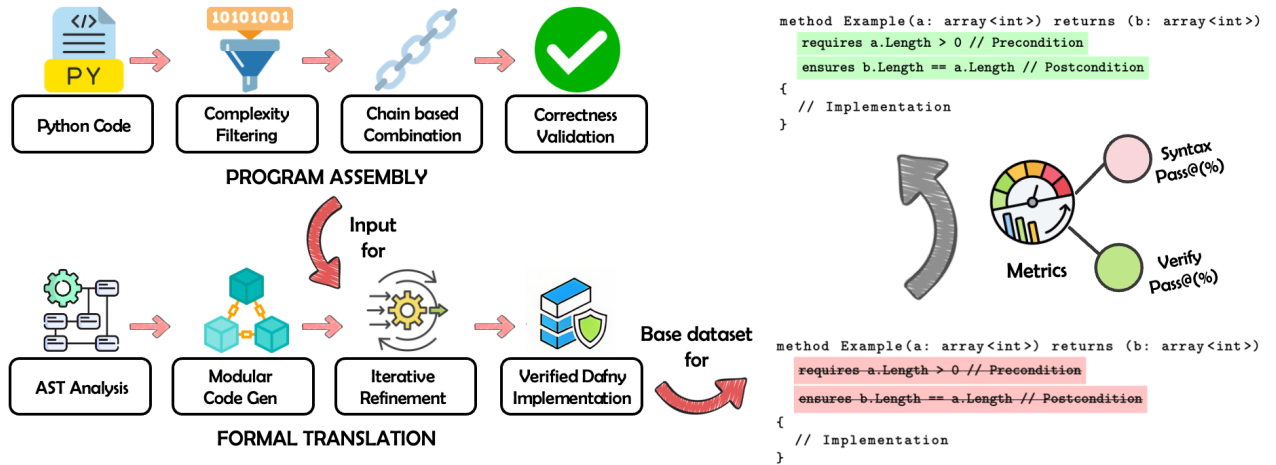 </>
PY
10101001
Python Code
Complexity
Filtering
Chain based
Combination
Correctness
Validation
PROGRAM ASSEMBLY
Input
for
AST Analysis
Modular
Code Gen
Iterative
Refinement
Verified Dafny
Implementation
FORMAL TRANSLATION
Base dataset
for
method Example(a: array<int>) returns (b: array<int>)
requires a.Length > 0 // Precondition
ensures b.Length == a.Length // Postcondition
{
// Implementation
}
Syntax
Pass@(%)
Metrics
Verify
Pass@(%)
method Example(a: array<int>) returns (b: array<int>)
requires a.Length > 0 // Precondition
ensures b.Length == a.Length // Postcondition
{
// Implementation
}